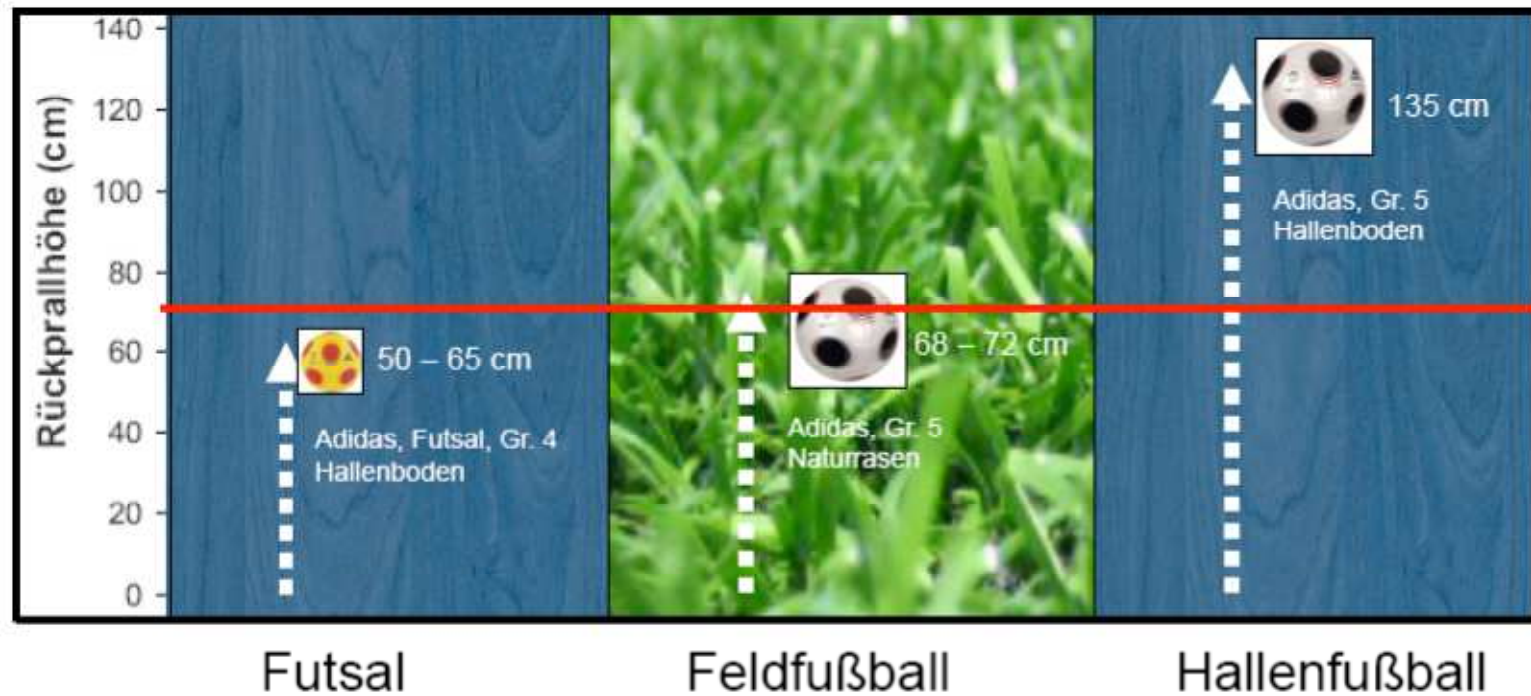 Rückprallhöhe (cm)
140
120
100
80
60
40
20
0
50 – 65 cm
Adidas, Futsal, Gr. 4
Hallenboden
68 – 72 cm
Adidas, Gr. 5
Naturrasen
135 cm
Adidas, Gr. 5
Hallenboden
Futsal
Feldfußball
Hallenfußball